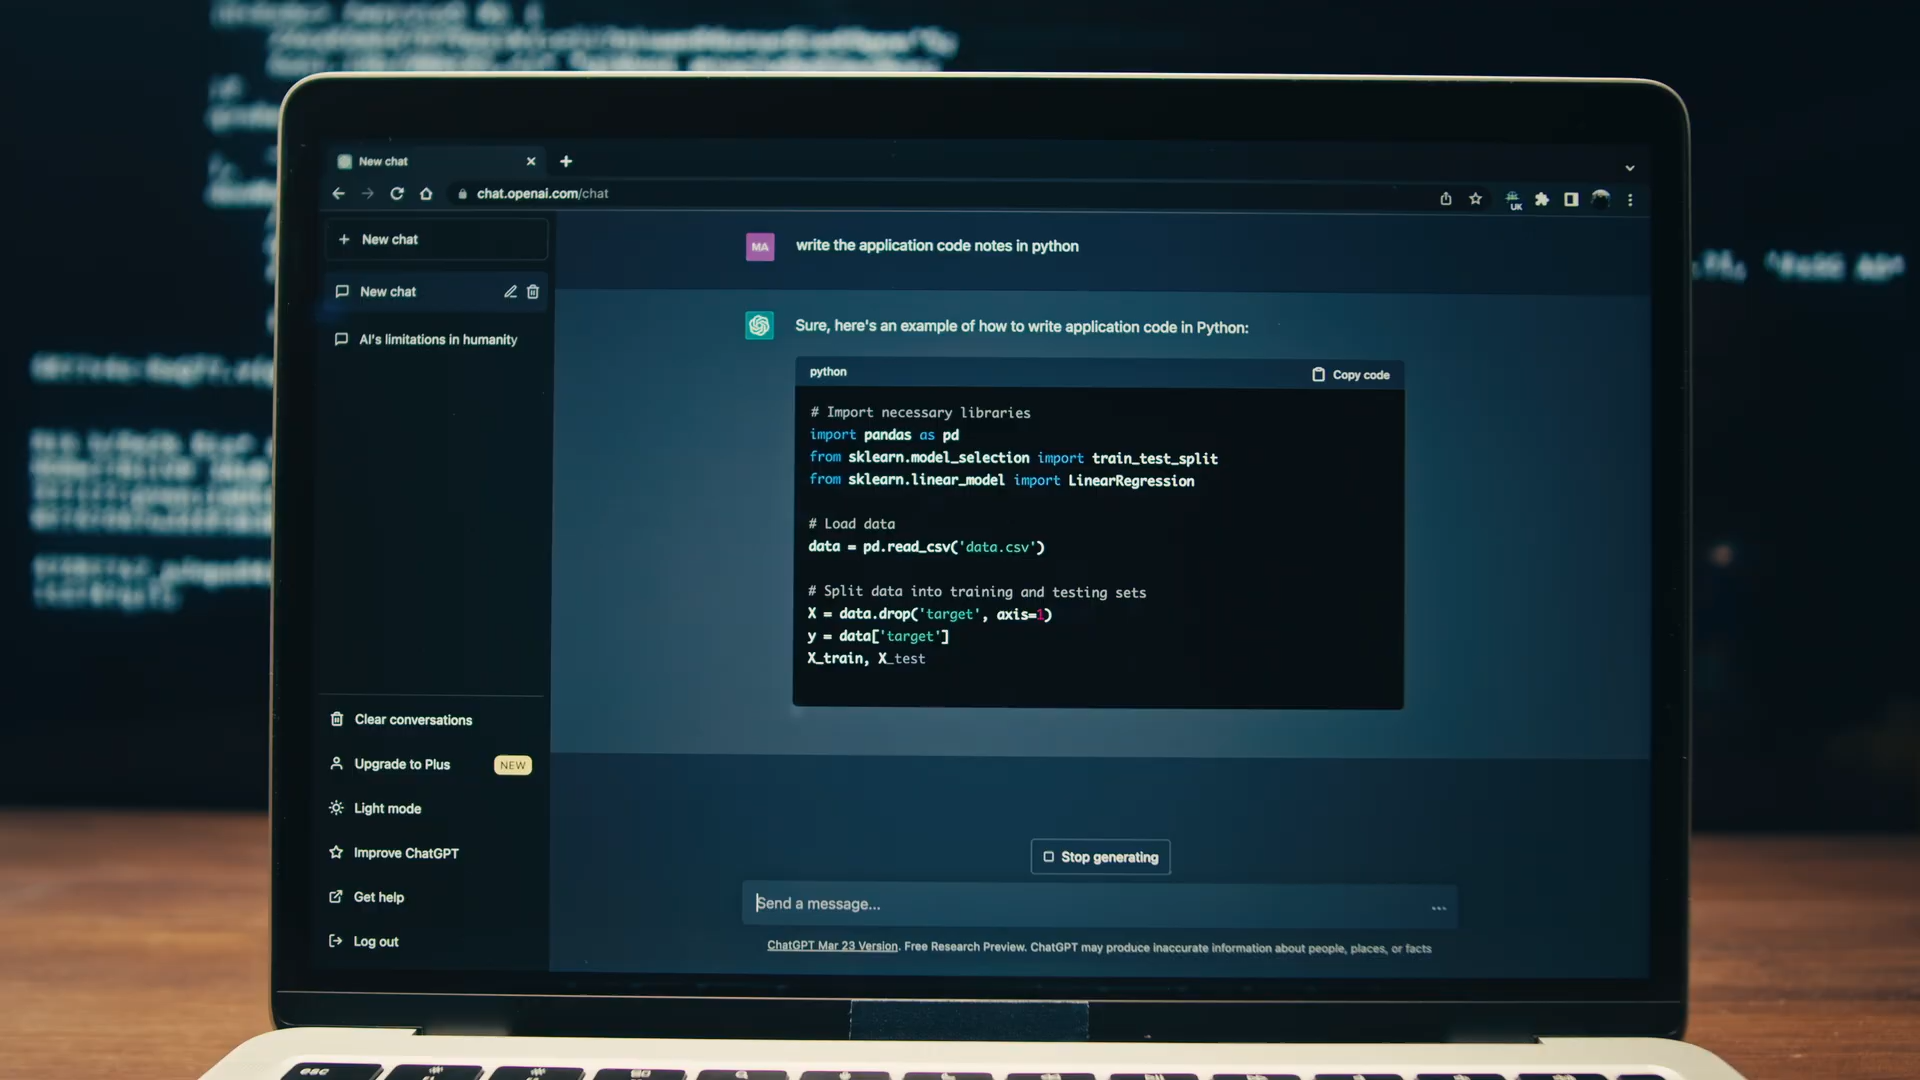 New chat
chat.openai.com/chat
UK
New chat
New chat
AI's limitations in humanity
Clear conversations
Upgrade to Plus NEW
Light mode
Improve ChatGPT
Get help
Log out
MA write the application code notes in python
Sure, here's an example of how to write application code in Python:
python Copy code
# Import necessary libraries
import pandas as pd
from sklearn.model_selection import train_test_split
from sklearn.linear_model import LinearRegression
# Load data
data = pd.read_csv('data.csv')
# Split data into training and testing sets
X = data.drop('target', axis=1)
y = data['target']
X_train, X_test
Stop generating
Send a message...
ChatGPT Mar 23 Version. Free Research Preview. ChatGPT may produce inaccurate information about people, places, or facts
esc